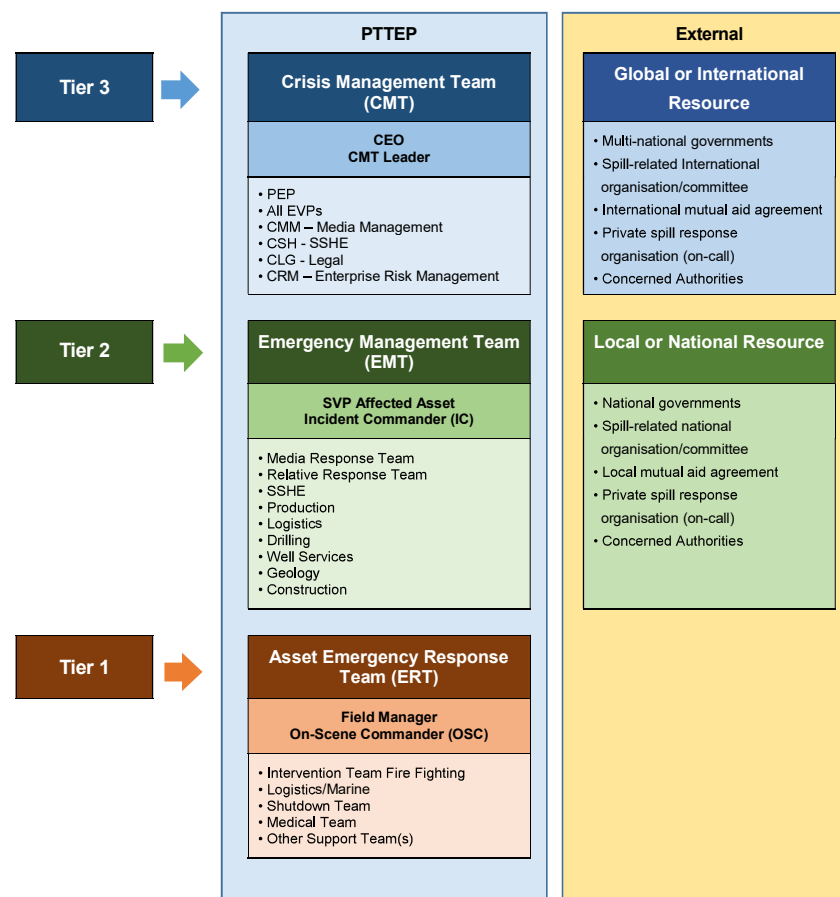 PTTEP
External
Tier 3
Crisis Management Team
(CMT)
CEO
CMT Leader
• PEP
• All EVPs
• CMM – Media Management
• CSH - SSHE
• CLG - Legal
• CRM – Enterprise Risk Management
Global or International
Resource
• Multi-national governments
• Spill-related International
organisation/committee
• International mutual aid agreement
• Private spill response
organisation (on-call)
• Concerned Authorities
Tier 2
Emergency Management Team
(EMT)
SVP Affected Asset
Incident Commander (IC)
• Media Response Team
• Relative Response Team
• SSHE
• Production
• Logistics
• Drilling
• Well Services
• Geology
• Construction
Local or National Resource
• National governments
• Spill-related national
organisation/committee
• Local mutual aid agreement
• Private spill response
organisation (on-call)
• Concerned Authorities
Tier 1
Asset Emergency Response
Team (ERT)
Field Manager
On-Scene Commander (OSC)
• Intervention Team Fire Fighting
• Logistics/Marine
• Shutdown Team
• Medical Team
• Other Support Team(s)